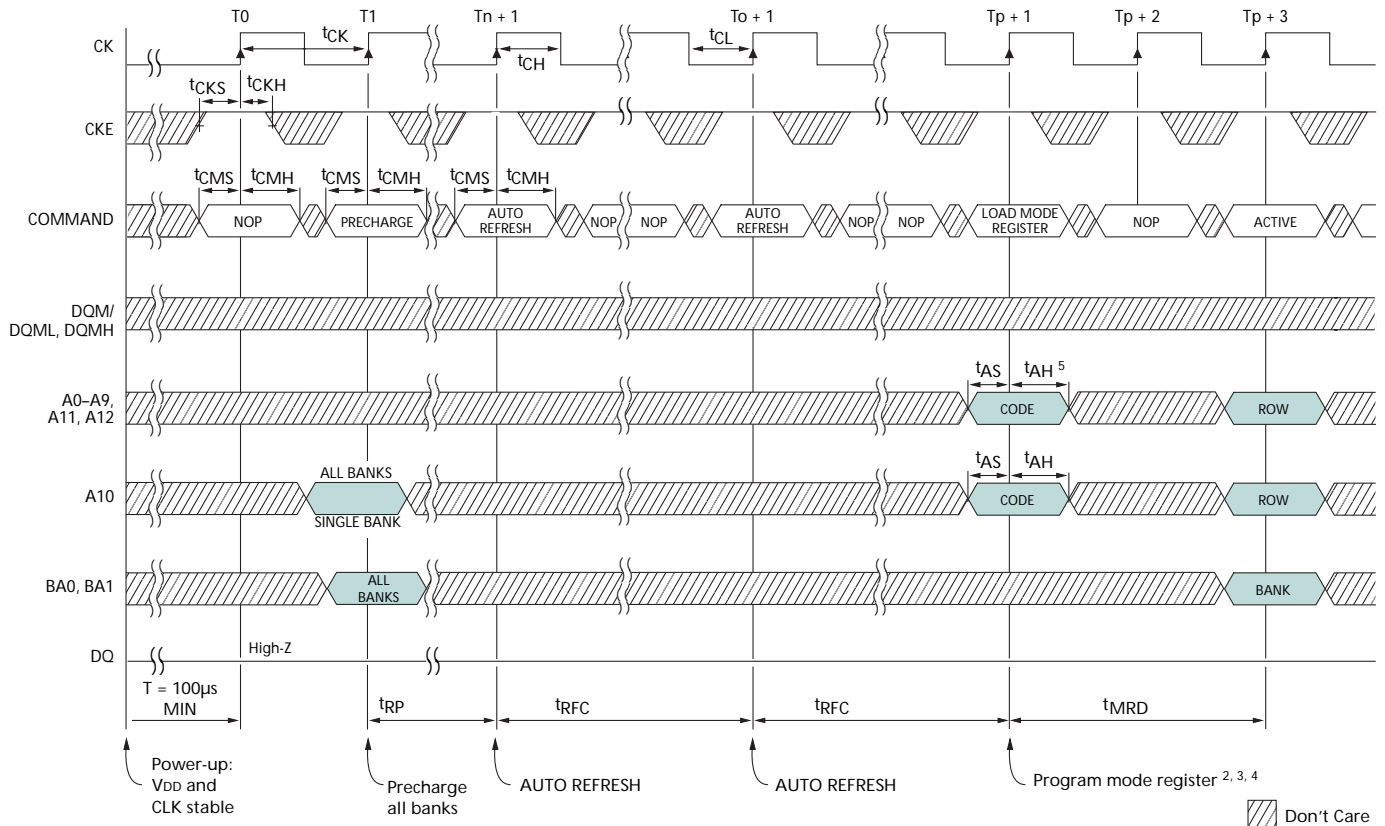 T0 T1 Tn + 1 To + 1 Tp + 1 Tp + 2 Tp + 3
CK tCK tCH tCL
tCKS tCKH
CKE
tCMS tCMH tCMS tCMH tCMS tCMH
COMMAND NOP PRECHARGE AUTO REFRESH NOP NOP AUTO REFRESH NOP NOP LOAD MODE REGISTER NOP ACTIVE
DQM/
DQML, DQMH
tAS tAH 5
A0–A9,
A11, A12 CODE ROW
ALL BANKS tAS tAH
A10 CODE ROW
SINGLE BANK
BA0, BA1 ALL BANKS BANK
DQ High-Z
T = 100µs
MIN
tRP tRFC tRFC tMRD
Power-up:
VDD and
CLK stable
Precharge
all banks
AUTO REFRESH
AUTO REFRESH
Program mode register 2, 3, 4
Don't Care